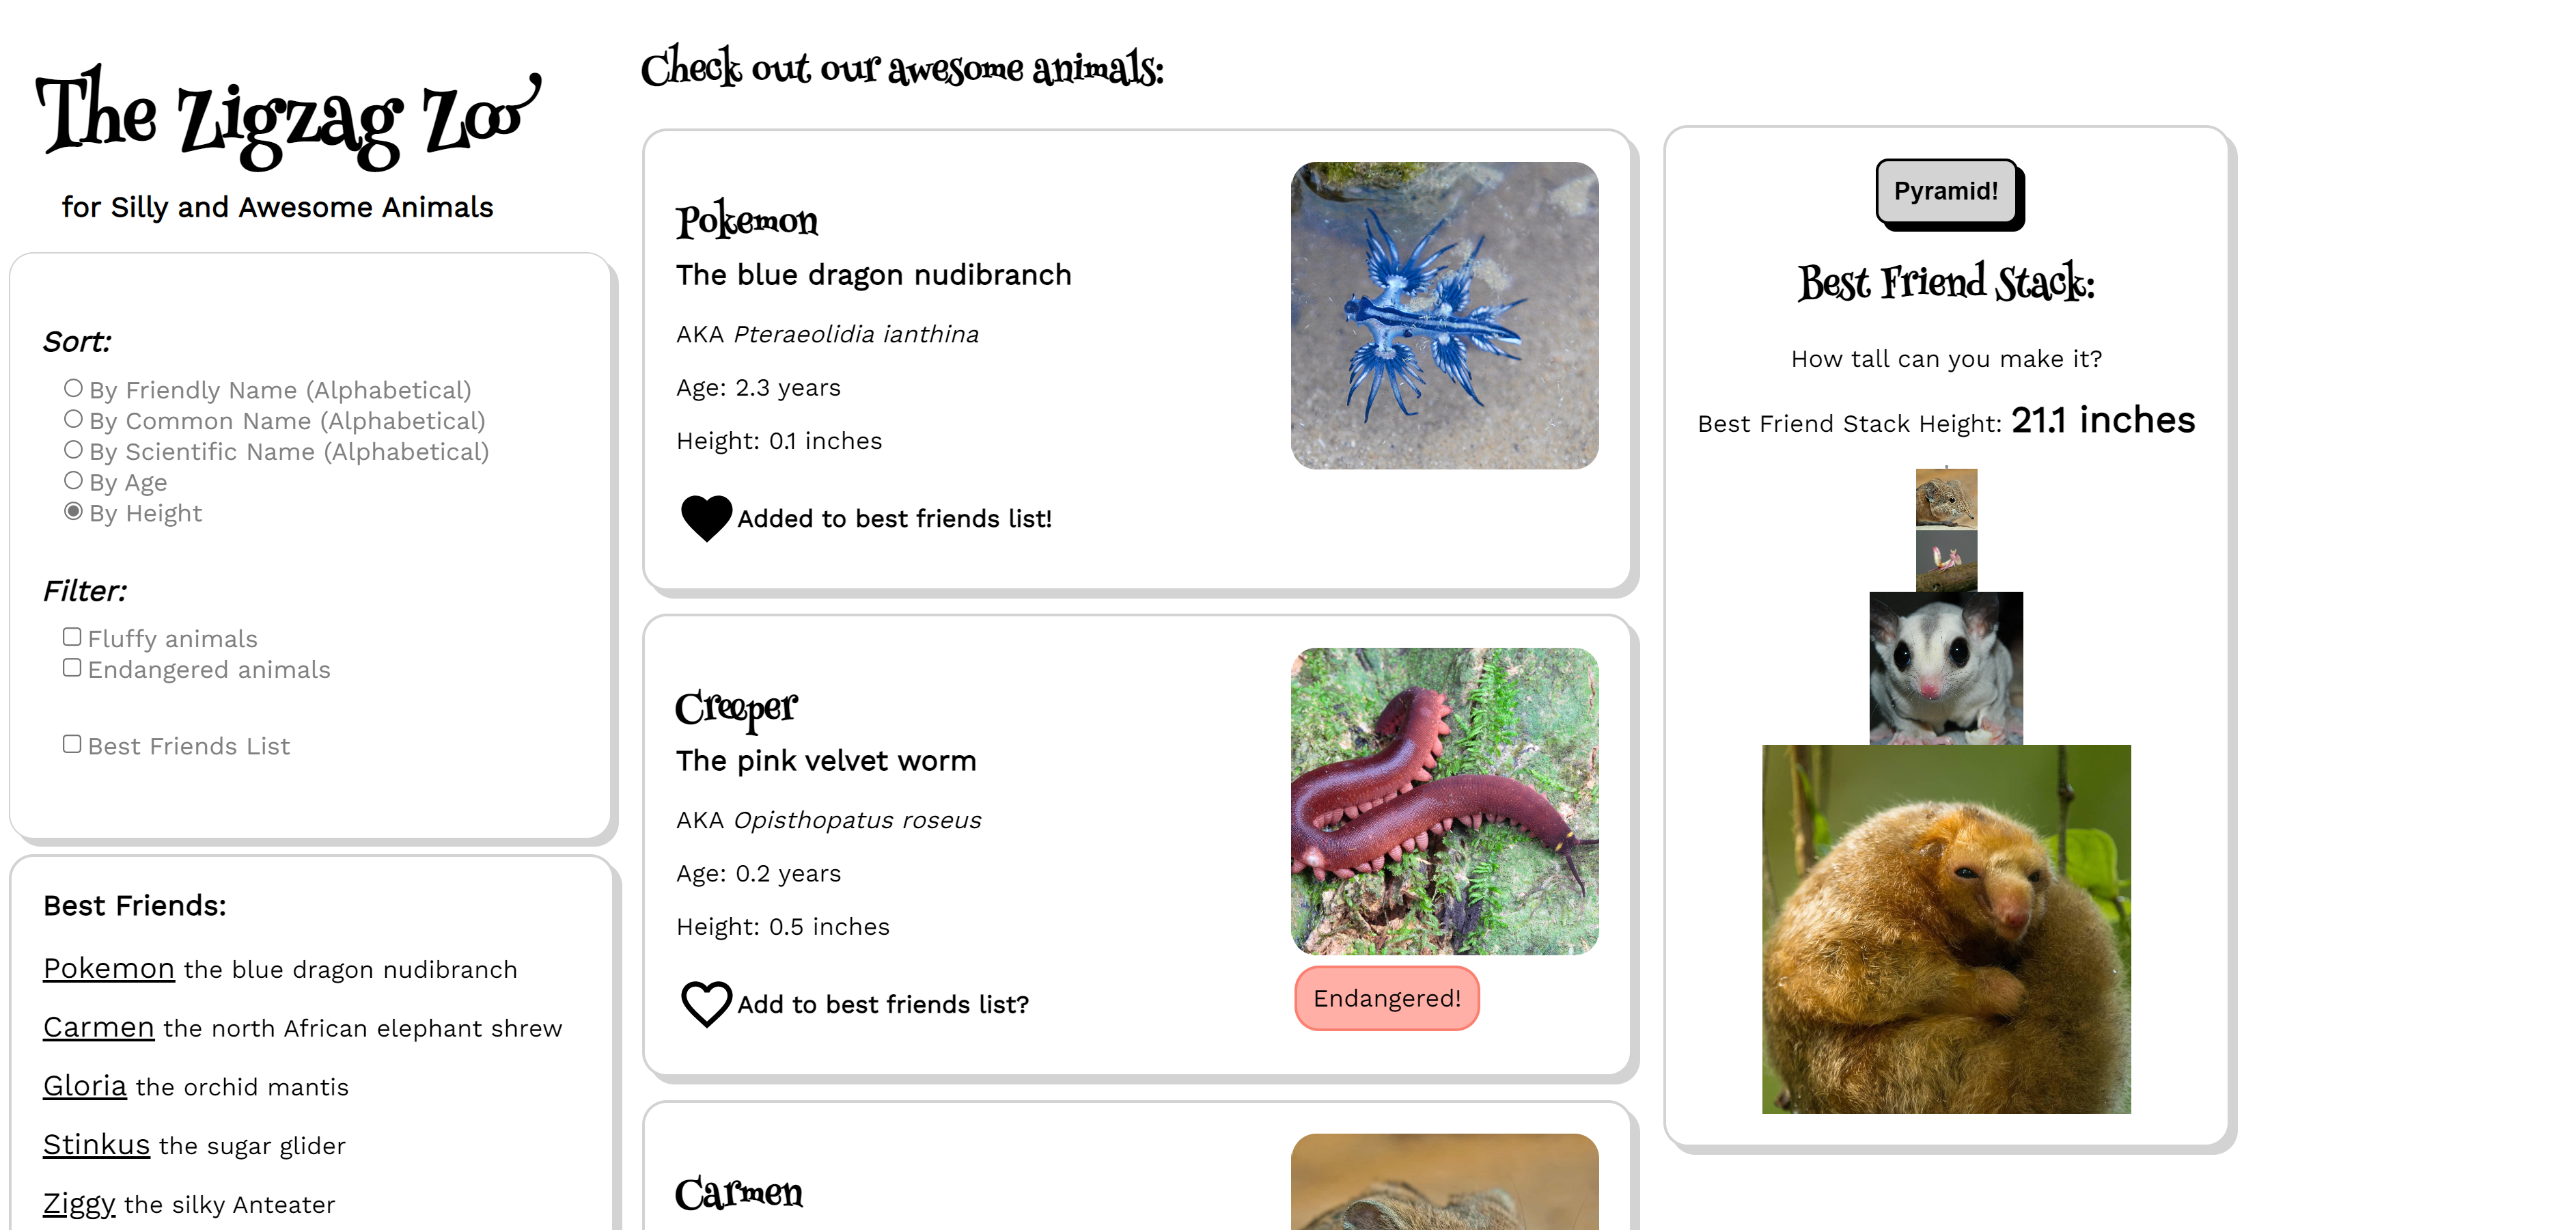 The Zigzag Zoo
for Silly and Awesome Animals
Sort:
By Friendly Name (Alphabetical)
By Common Name (Alphabetical)
By Scientific Name (Alphabetical)
By Age
By Height
Filter:
Fluffy animals
Endangered animals
Best Friends List
Best Friends:
Pokemon the blue dragon nudibranch
Carmen the north African elephant shrew
Gloria the orchid mantis
Stinkus the sugar glider
Ziggy the silky Anteater
Check out our awesome animals:
Pokemon
The blue dragon nudibranch
AKA Pteraeolidia ianthina
Age: 2.3 years
Height: 0.1 inches
Added to best friends list!
Creeper
The pink velvet worm
AKA Opisthopatus roseus
Age: 0.2 years
Height: 0.5 inches
Add to best friends list?
Endangered!
Carmen
Pyramid!
Best Friend Stack:
How tall can you make it?
Best Friend Stack Height: 21.1 inches